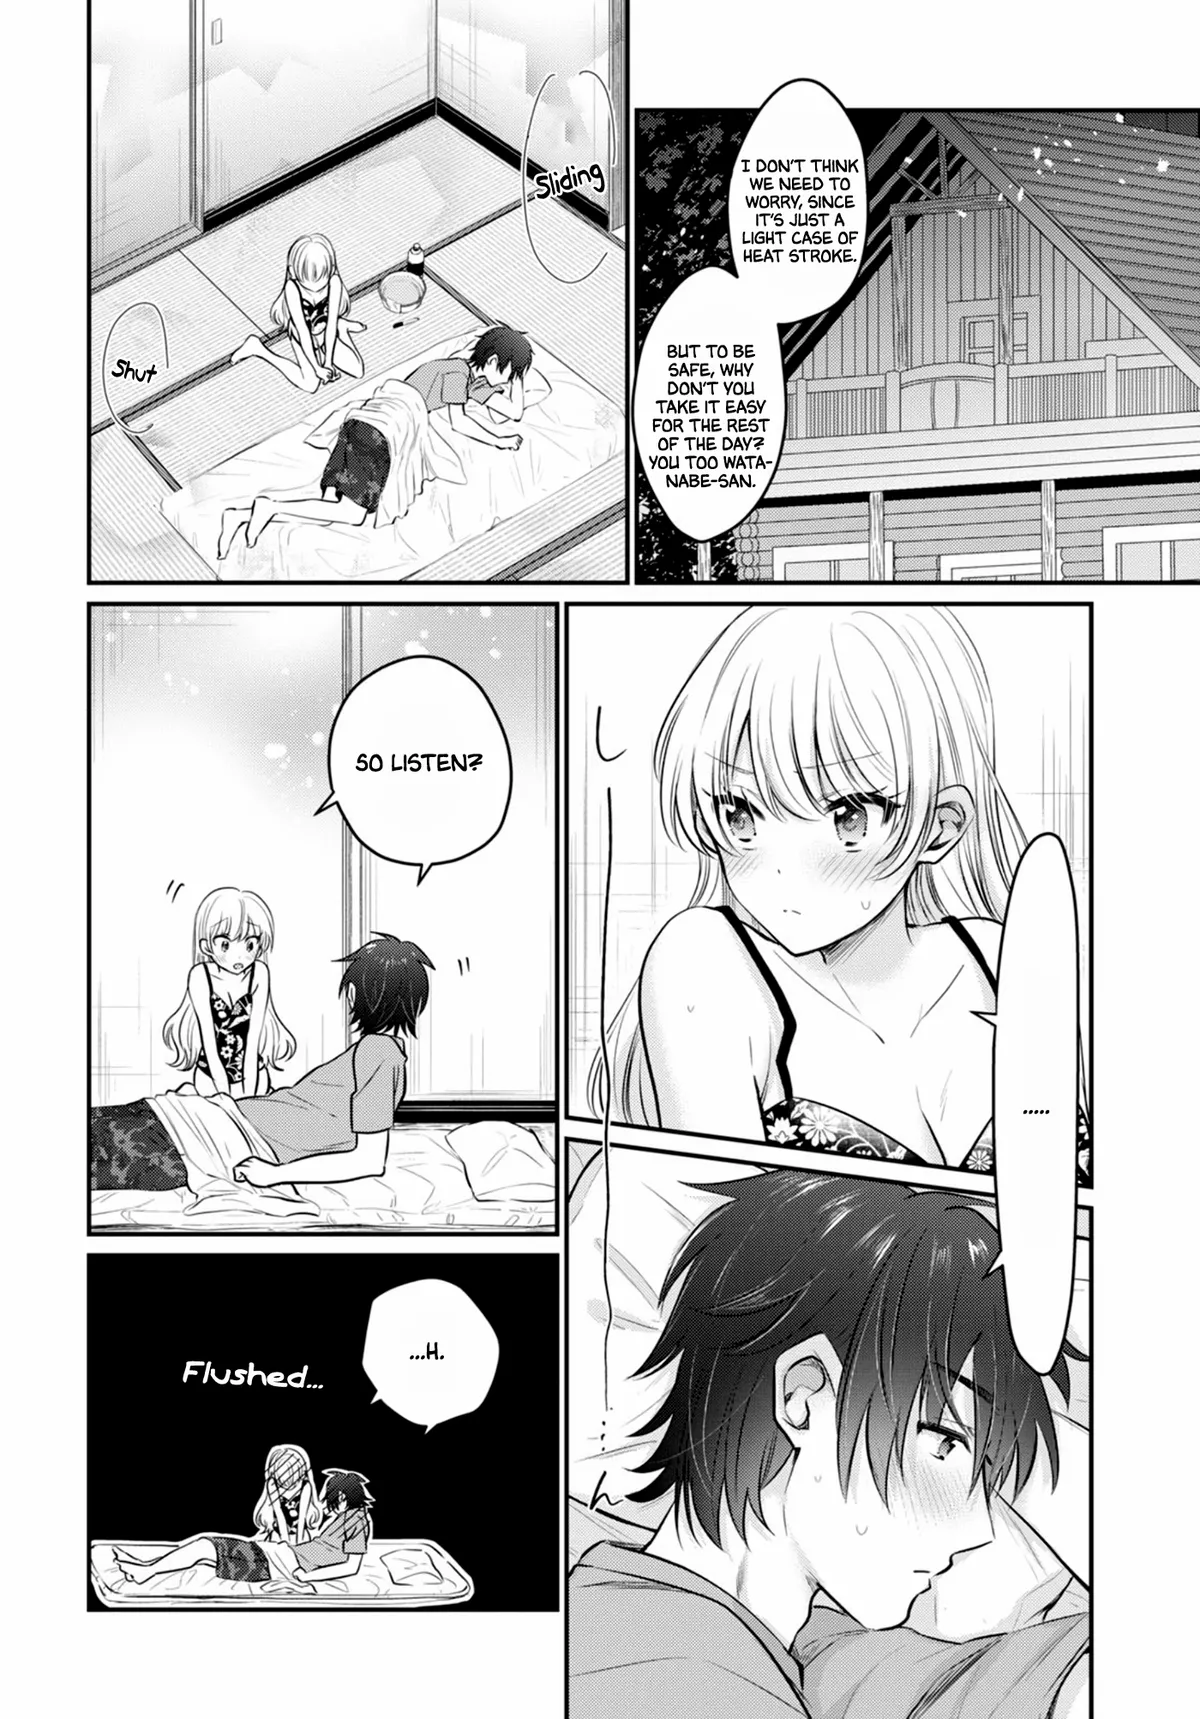 I DON'T THINK
WE NEED TO
WORRY, SINCE
IT'S JUST A
LIGHT CASE OF
HEAT STROKE.
BUT TO BE
SAFE, WHY
DON'T YOU
TAKE IT EASY
FOR THE REST
OF THE DAY?
YOU TOO WATA-
NABE-SAN.
Sliding
Shut
......
SO LISTEN?
...H.
Flushed...